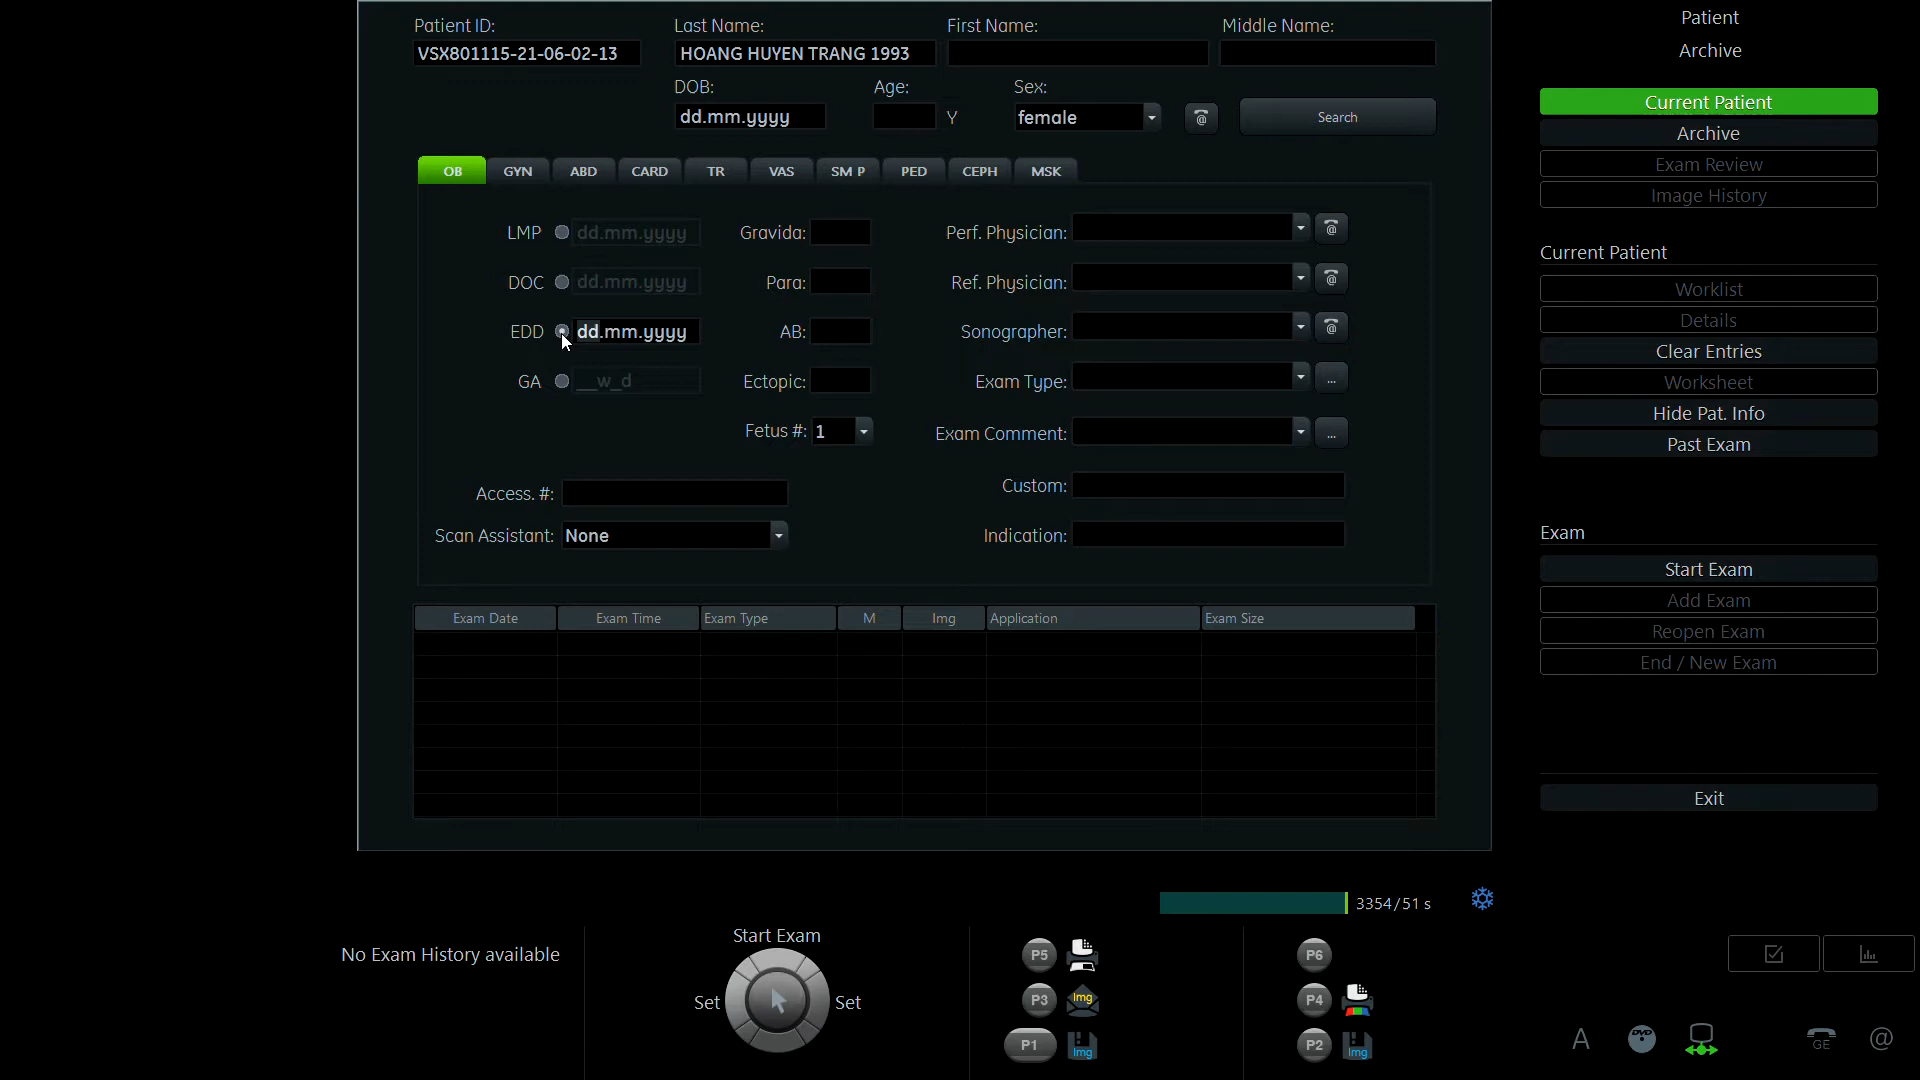 Patient ID: Last Name: First Name: Middle Name:
VSX801115-21-06-02-13 HOANG HUYEN TRANG 1993
DOB: Age: Sex:
dd.mm.yyyy Y female @ Search
OB GYN ABD CARD TR VAS SM P PED CEPH MSK
LMP dd.mm.yyyy Gravida: Perf. Physician: @
DOC dd.mm.yyyy Para: Ref. Physician: @
EDD dd.mm.yyyy AB: Sonographer: @
GA __w_d Ectopic: Exam Type: ...
Fetus #: 1 Exam Comment: ...
Access. #: Custom:
Scan Assistant: None Indication:
Exam Date Exam Time Exam Type M Img Application Exam Size
Patient
Archive
Current Patient
Archive
Exam Review
Image History
Current Patient
Worklist
Details
Clear Entries
Worksheet
Hide Pat. Info
Past Exam
Exam
Start Exam
Add Exam
Reopen Exam
End / New Exam
Exit
3354/51 s
No Exam History available
Start Exam
Set Set
P5 P6
P3 Img P4
P1 Img P2 Img
A DVD GE @